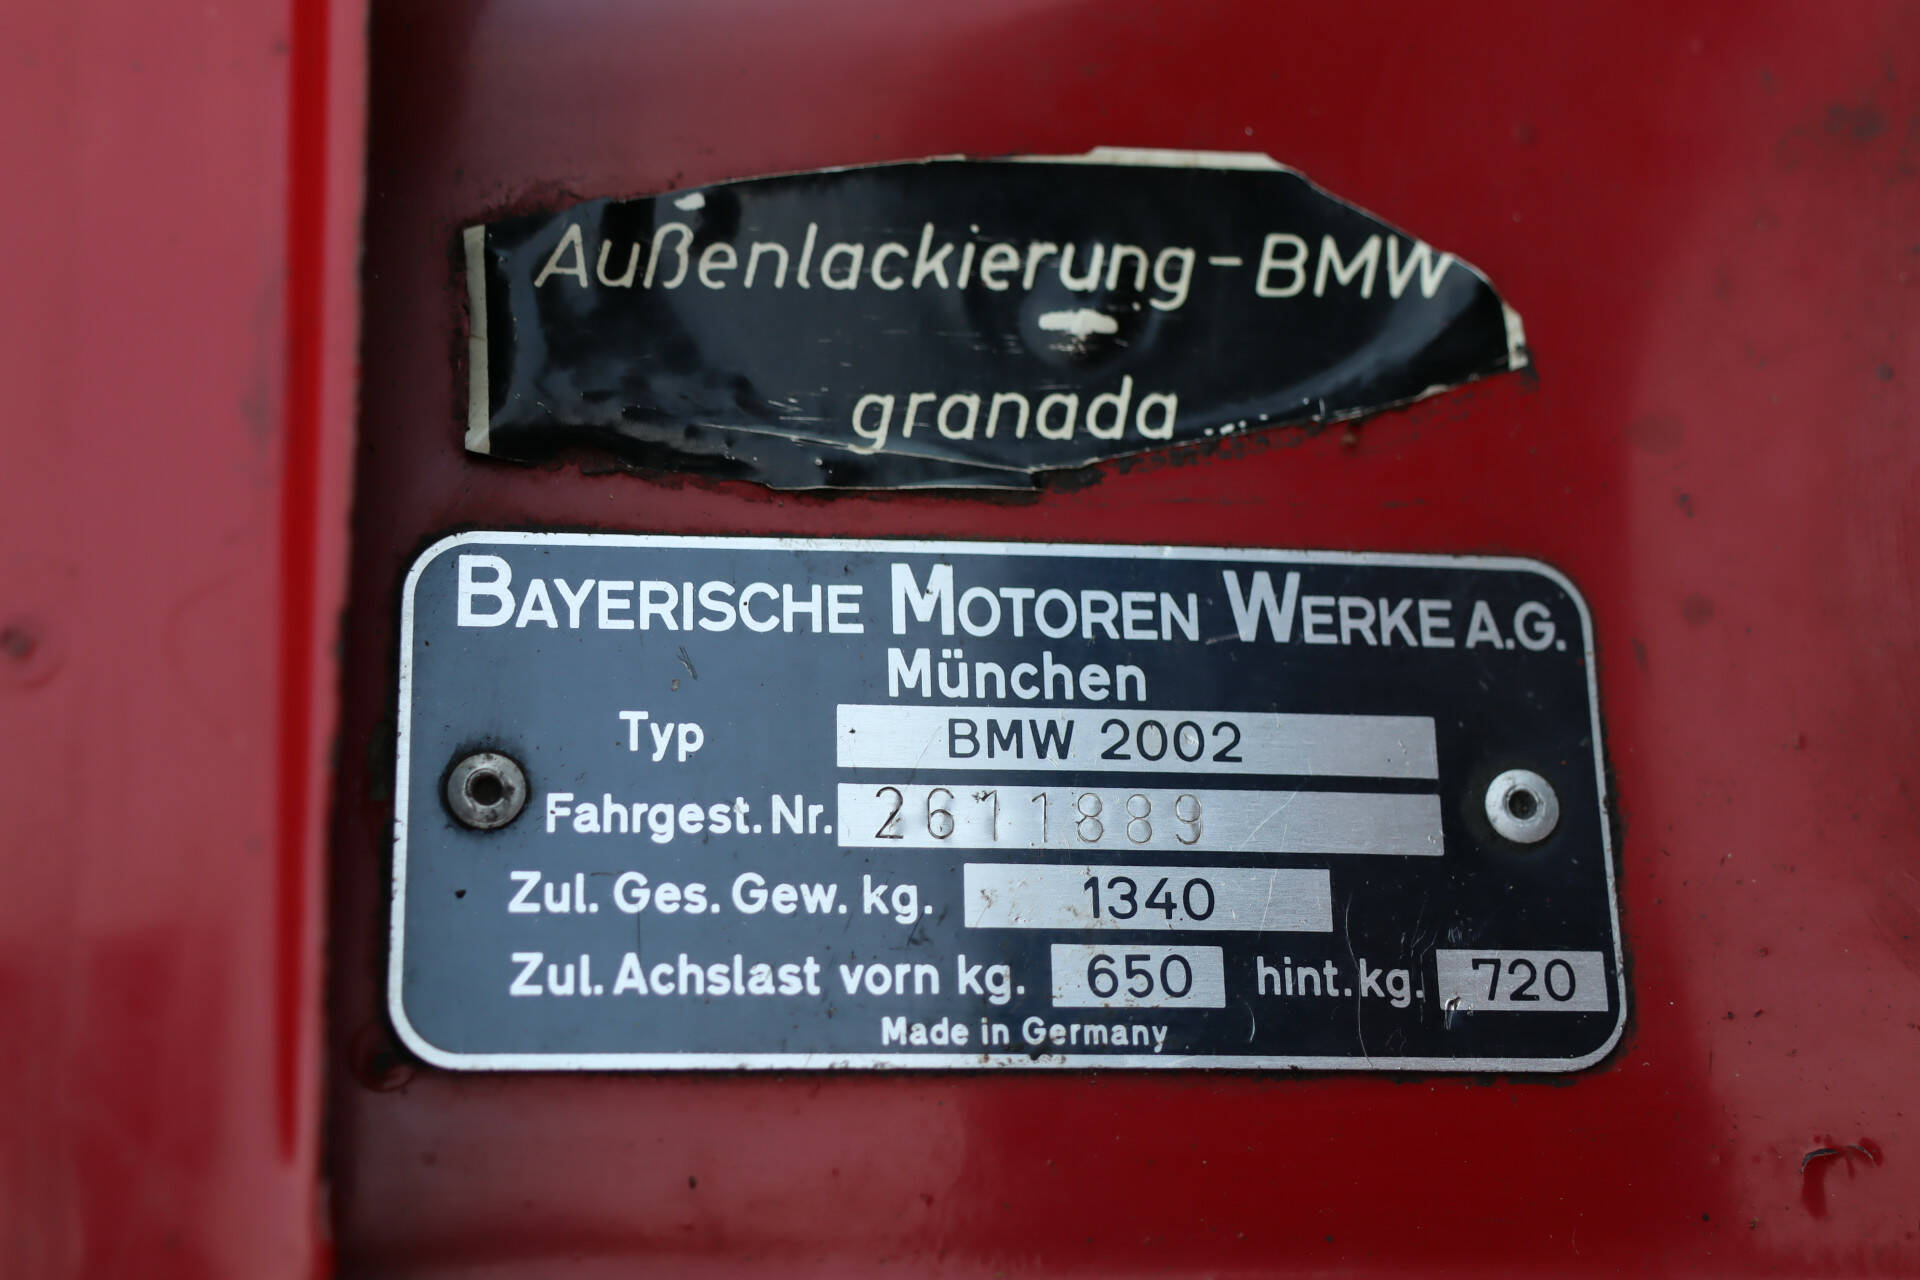 Außenlackierung-BMW
granada
BAYERISCHE MOTOREN WERKE A.G.
München
Typ BMW 2002
Fahrgest.Nr. 2611889
Zul. Ges. Gew. kg. 1340
Zul. Achslast vorn kg. 650 hint. kg. 720
Made in Germany